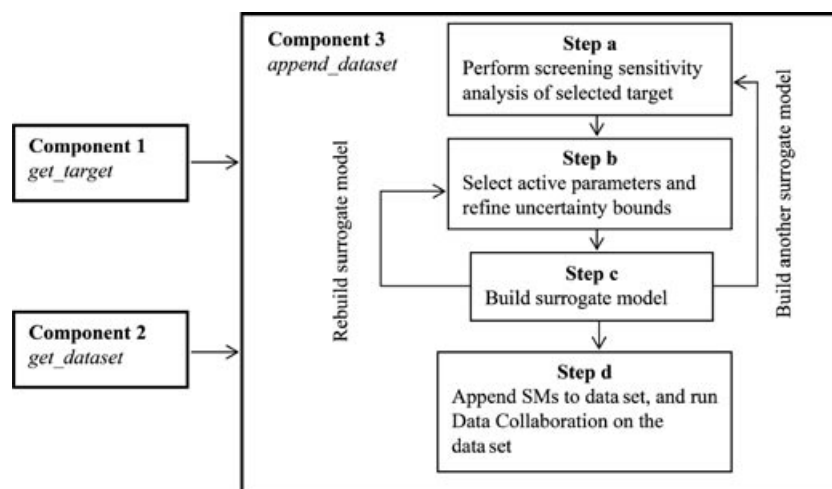 Component 1
get_target
Component 2
get_dataset
Component 3
append_dataset
Step a
Perform screening sensitivity
analysis of selected target
Step b
Select active parameters and
refine uncertainty bounds
Step c
Build surrogate model
Step d
Append SMs to data set, and run
Data Collaboration on the
data set
Rebuild surrogate model
Build another surrogate model